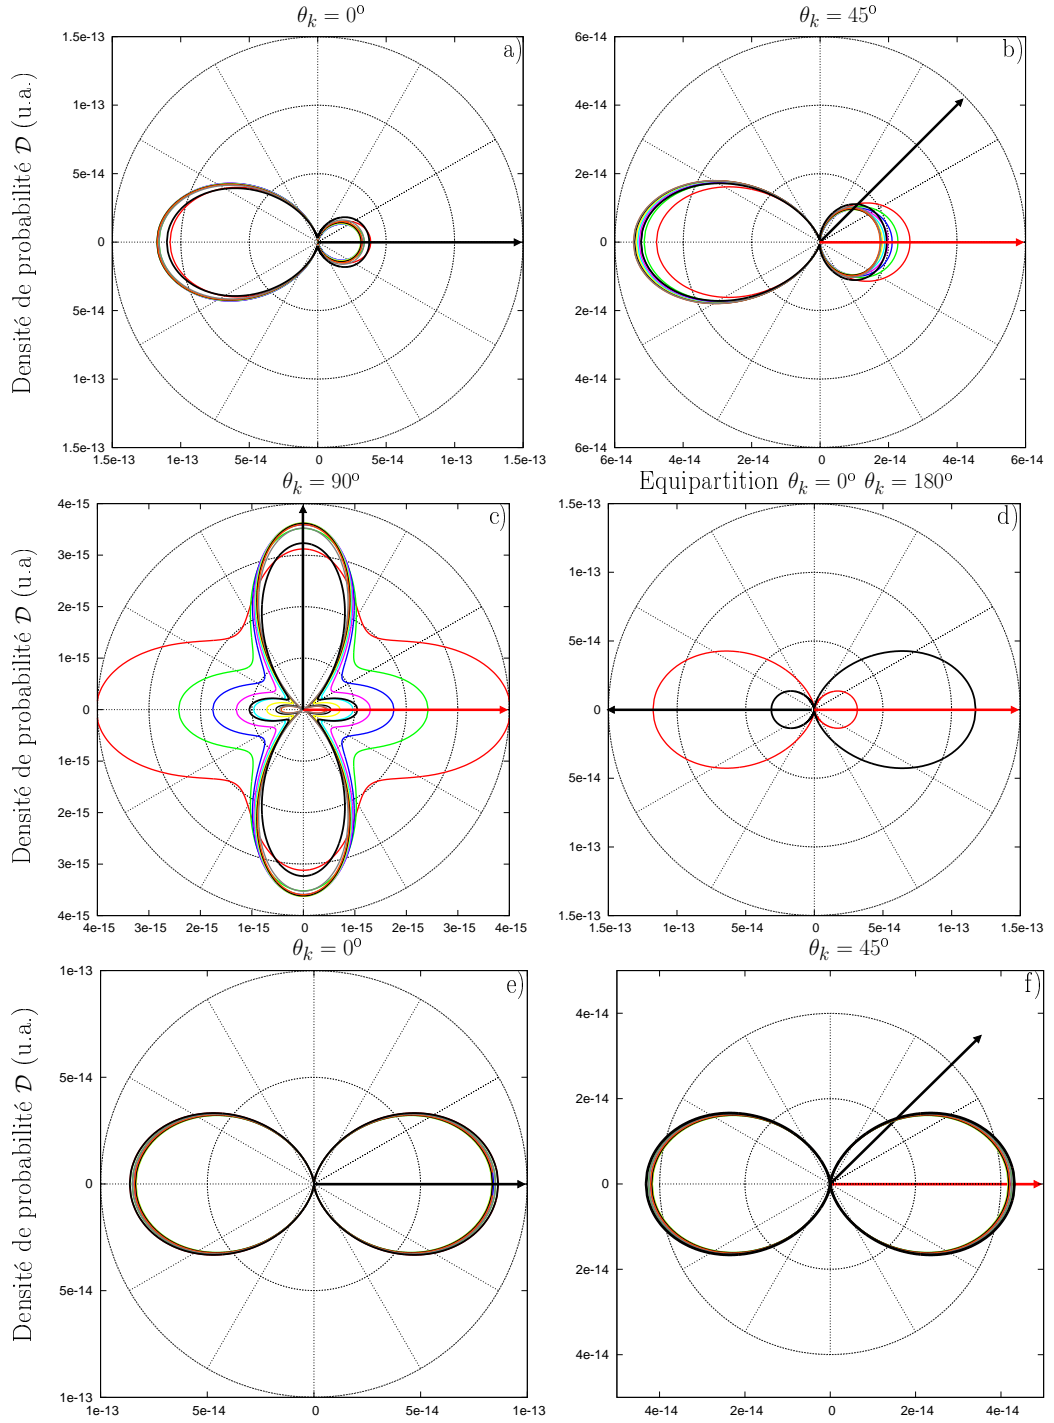 θk = 0º
θk = 45º
a)
b)
Densité de probabilité 𝒟 (u.a.)
1.5e-13
1e-13
5e-14
0
5e-14
1e-13
1.5e-13
1.5e-13 1e-13 5e-14 0 5e-14 1e-13 1.5e-13
6e-14
4e-14
2e-14
0
2e-14
4e-14
6e-14
6e-14 4e-14 2e-14 0 2e-14 4e-14 6e-14
θk = 90º
Equipartition θk = 0º θk = 180º
c)
d)
Densité de probabilité 𝒟 (u.a)
4e-15
3e-15
2e-15
1e-15
0
1e-15
2e-15
3e-15
4e-15
4e-15 3e-15 2e-15 1e-15 0 1e-15 2e-15 3e-15 4e-15
1.5e-13
1e-13
5e-14
0
5e-14
1e-13
1.5e-13
1.5e-13 1e-13 5e-14 0 5e-14 1e-13 1.5e-13
θk = 0º
θk = 45º
e)
f)
Densité de probabilité 𝒟 (u.a.)
1e-13
5e-14
0
5e-14
1e-13
1e-13 5e-14 0 5e-14 1e-13
4e-14
2e-14
0
2e-14
4e-14
4e-14 2e-14 0 2e-14 4e-14